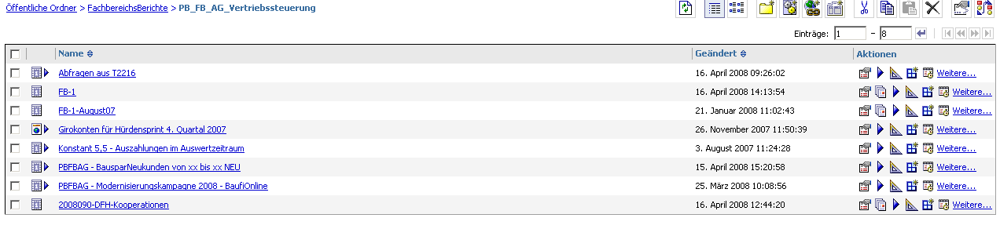 Öffentliche Ordner > FachbereichsBerichte > PB_FB_AG_Vertriebssteuerung
Einträge: 1 - 8
Name Geändert Aktionen
Abfragen aus T2216 16. April 2008 09:26:02 Weitere...
FB-1 16. April 2008 14:13:54 Weitere...
FB-1-August07 21. Januar 2008 11:02:43 Weitere...
Girokonten für Hürdensprint 4. Quartal 2007 26. November 2007 11:50:39 Weitere...
Konstant 5,5 - Auszahlungen im Auswertzeitraum 3. August 2007 11:24:28 Weitere...
PBFBAG - BausparNeukunden von xx bis xx NEU 15. April 2008 15:20:58 Weitere...
PBFBAG - Modernisierungskampagne 2008 - BaufiOnline 25. März 2008 10:08:56 Weitere...
2008090-DFH-Kooperationen 16. April 2008 12:44:20 Weitere...